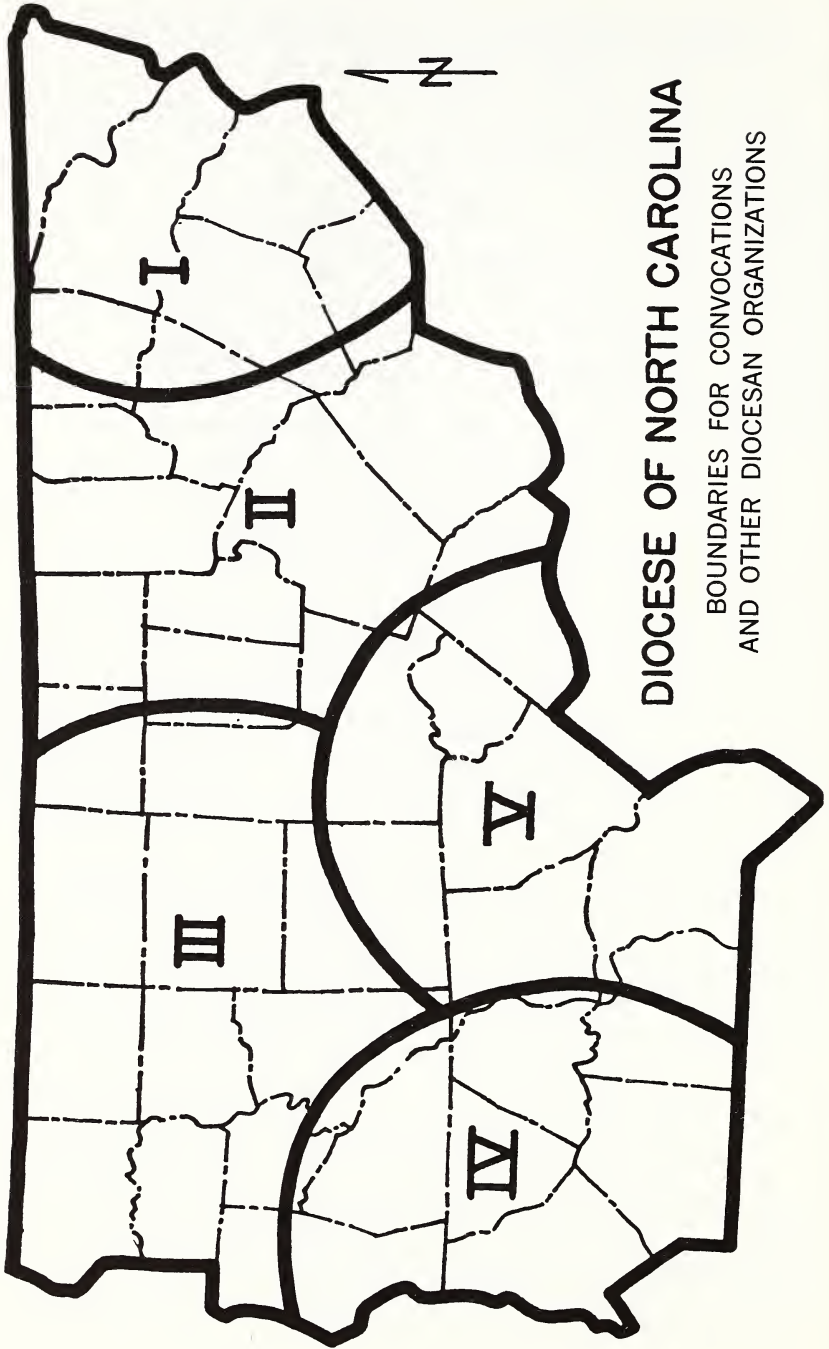 DIOCESE OF NORTH CAROLINA
BOUNDARIES FOR CONVOCATIONS
AND OTHER DIOCESAN ORGANIZATIONS
N
I
II
III
IV
V